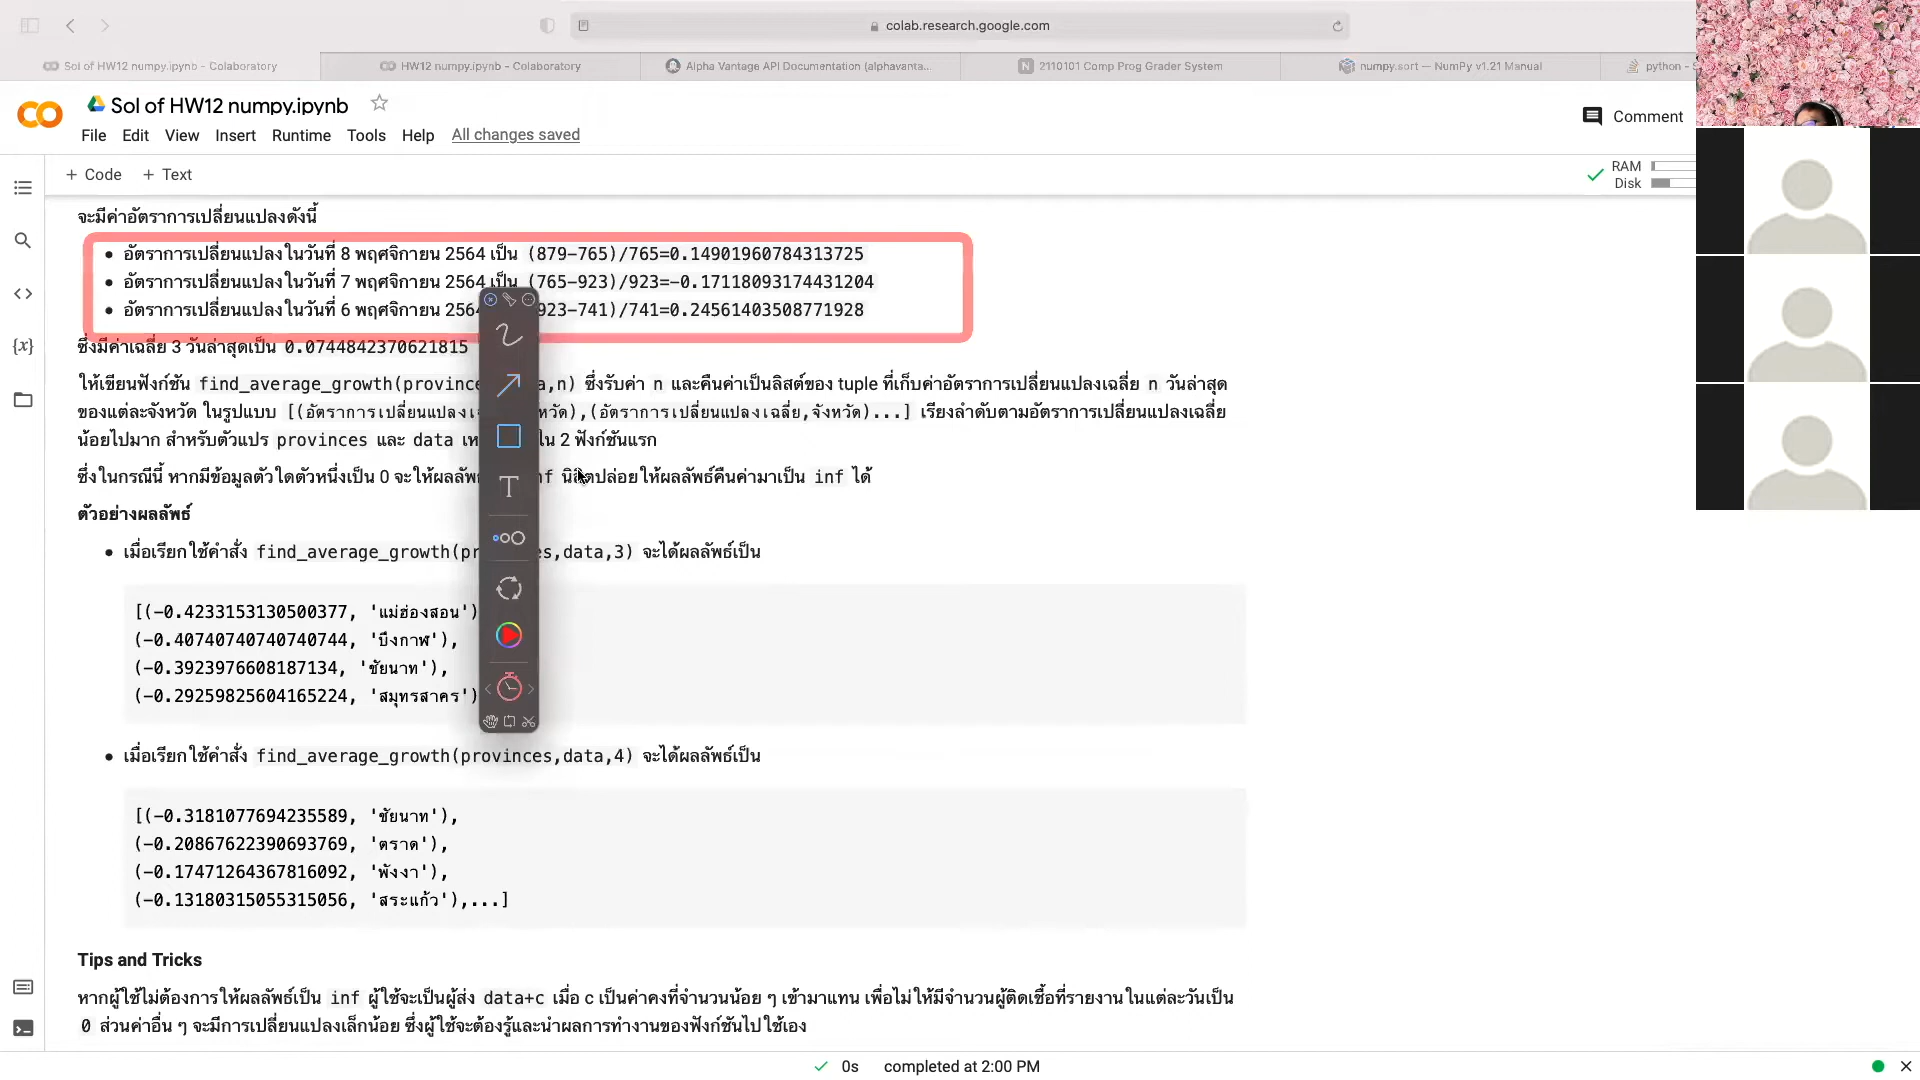 colab.research.google.com
Sol of HW12 numpy.ipynb - Colaboratory
HW12 numpy.ipynb - Colaboratory
Alpha Vantage API Documentation (alphavanta...
2110101 Comp Prog Grader System
numpy.sort — NumPy v1.21 Manual
python -
Sol of HW12 numpy.ipynb
Comment
File Edit View Insert Runtime Tools Help All changes saved
+ Code + Text
RAM
Disk
จะมีค่าอัตราการเปลี่ยนแปลงดังนี้
• อัตราการเปลี่ยนแปลงในวันที่ 8 พฤศจิกายน 2564 เป็น (879-765)/765=0.14901960784313725
• อัตราการเปลี่ยนแปลงในวันที่ 7 พฤศจิกายน 2564 เป็น (765-923)/923=-0.17118093174431204
• อัตราการเปลี่ยนแปลงในวันที่ 6 พฤศจิกายน 2564 923-741)/741=0.24561403508771928
ซึ่งมีค่าเฉลี่ย 3 วันล่าสุดเป็น 0.0744842370621815
ให้เขียนฟังก์ชัน find_average_growth(province a,n) ซึ่งรับค่า n และคืนค่าเป็นลิสต์ของ tuple ที่เก็บค่าอัตราการเปลี่ยนแปลงเฉลี่ย n วันล่าสุด
ของแต่ละจังหวัด ในรูปแบบ [(อัตราการเปลี่ยนแปลงเ หวัด),(อัตราการเปลี่ยนแปลงเฉลี่ย,จังหวัด)...] เรียงลำดับตามอัตราการเปลี่ยนแปลงเฉลี่ย
น้อยไปมาก สำหรับตัวแปร provinces และ data เห ใน 2 ฟังก์ชันแรก
ซึ่งในกรณีนี้ หากมีข้อมูลตัวใดตัวหนึ่งเป็น 0 จะให้ผลลัพ nf นิสิตปล่อยให้ผลลัพธ์คืนค่ามาเป็น inf ได้
ตัวอย่างผลลัพธ์
• เมื่อเรียกใช้คำสั่ง find_average_growth(pr s,data,3) จะได้ผลลัพธ์เป็น
[(-0.4233153130500377, 'แม่ฮ่องสอน')
(-0.40740740740740744, 'บึงกาฬ'),
(-0.3923976608187134, 'ชัยนาท'),
(-0.29259825604165224, 'สมุทรสาคร')
• เมื่อเรียกใช้คำสั่ง find_average_growth(provinces,data,4) จะได้ผลลัพธ์เป็น
[(-0.3181077694235589, 'ชัยนาท'),
(-0.20867622390693769, 'ตราด'),
(-0.17471264367816092, 'พังงา'),
(-0.13180315055315056, 'สระแก้ว'),...]
Tips and Tricks
หากผู้ใช้ไม่ต้องการให้ผลลัพธ์เป็น inf ผู้ใช้จะเป็นผู้ส่ง data+c เมื่อ c เป็นค่าคงที่จำนวนน้อย ๆ เข้ามาแทน เพื่อไม่ให้มีจำนวนผู้ติดเชื้อที่รายงานในแต่ละวันเป็น
0 ส่วนค่าอื่น ๆ จะมีการเปลี่ยนแปลงเล็กน้อย ซึ่งผู้ใช้จะต้องรู้และนำผลการทำงานของฟังก์ชันไปใช้เอง
0s completed at 2:00 PM